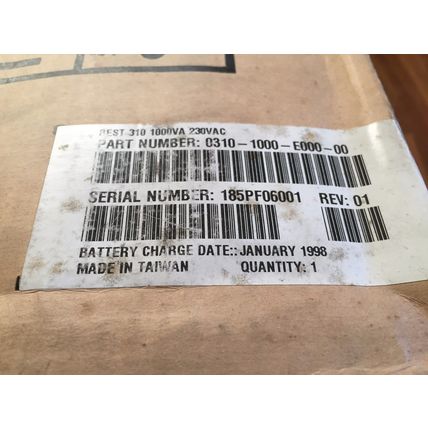 BEST 310 1000VA 230VAC
PART NUMBER: 0310-1000-E000-00
SERIAL NUMBER: 185PF06001 REV: 01
BATTERY CHARGE DATE:: JANUARY 1998
MADE IN TAIWAN QUANTITY: 1